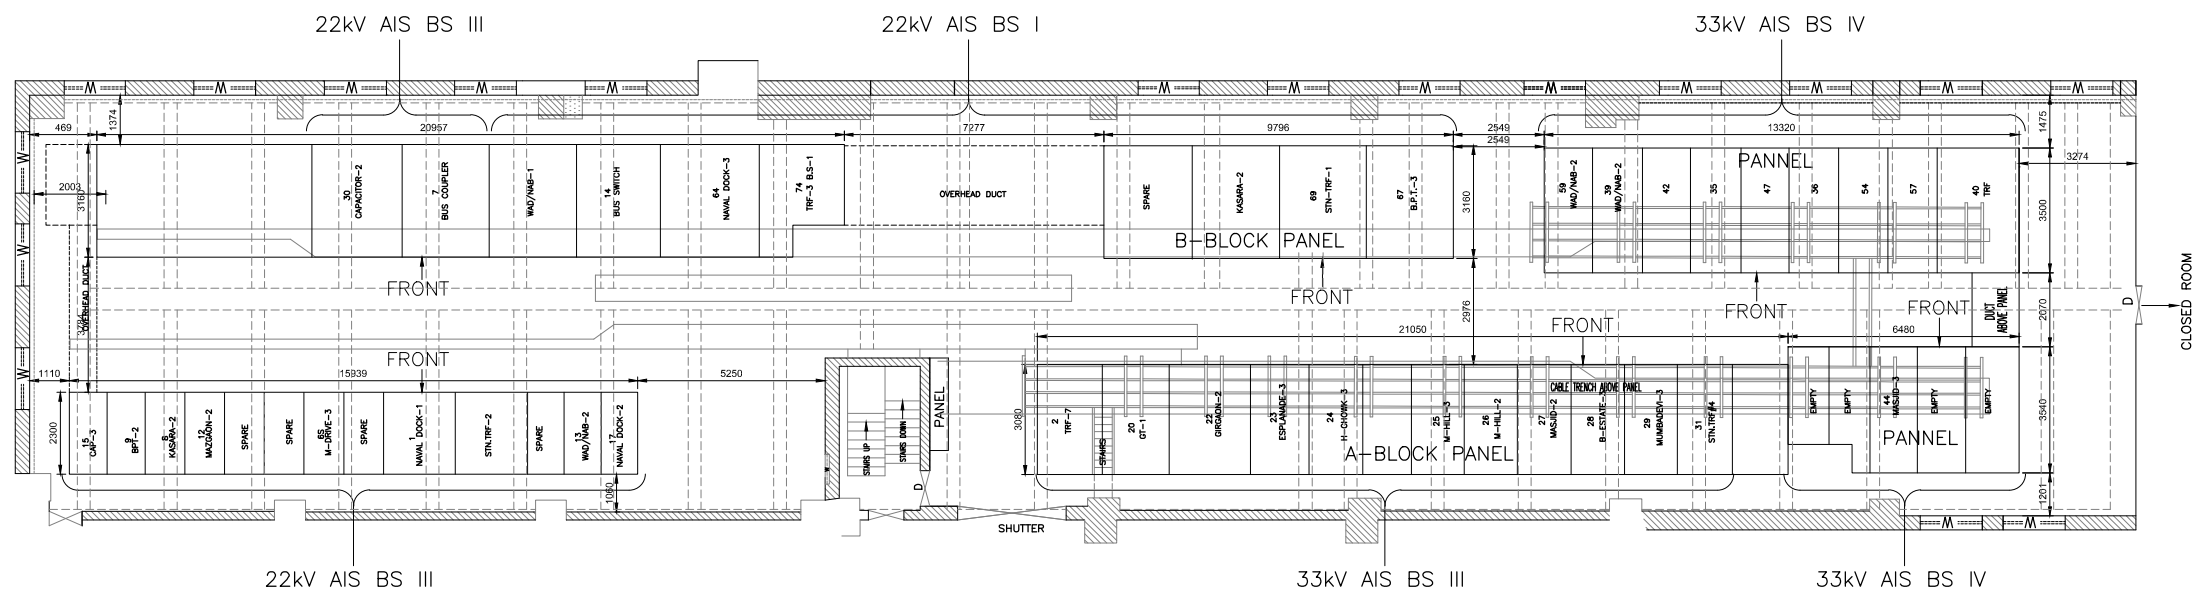 22kV AIS BS III
22kV AIS BS I
33kV AIS BS IV
W W W W W W W W W W W W W
469
1374
20957
7277
9796
2549
2549
13320
1475
3274
2003
3160
30
CAPACITOR-2
7
BUS COUPLER
WAD/NAB-1
14
BUS SWITCH
64
NAVAL DOCK-3
74
TRF-3 B.S-1
OVERHEAD DUCT
SPARE
KASARA-2
69
STN-TRF-1
67
B.P.T.-3
B-BLOCK PANEL
3160
PANNEL
59
WAD/NAB-2
39
WAD/NAB-2
42
35
47
36
54
57
40
TRF
3500
W
W
W
W
OVERHEAD DUCT
FRONT
FRONT
FRONT
2976
FRONT
FRONT
FRONT
DUCT
ABOVE PANEL
2070
D
CLOSED ROOM
FRONT
21050
6480
1110
15939
5250
2300
15
CAP-3
9
BPT-2
8
KASARA-2
12
MAZGAON-2
SPARE
SPARE
6S
M-DRIVE-3
SPARE
1
NAVAL DOCK-1
STN.TRF-2
SPARE
13
WAD/NAB-2
17
NAVAL DOCK-2
1060
STAIRS UP
STAIRS DOWN
PANEL
D
3080
2
TRF-7
STAIRS
20
GT-1
22
GIRGAON-2
23
ESPLANADE-3
24
H-CHOWK-3
25
M-HILL-3
26
M-HILL-2
27
MASJID-2
28
B-ESTATE-3
29
MUMBADEVI-3
31
STN.TRF#4
CABLE TRENCH ABOVE PANEL
A-BLOCK PANEL
EMPTY
EMPTY
44
MASJID-3
EMPTY
EMPTY
PANNEL
3540
1201
SHUTTER
W W
22kV AIS BS III
33kV AIS BS III
33kV AIS BS IV